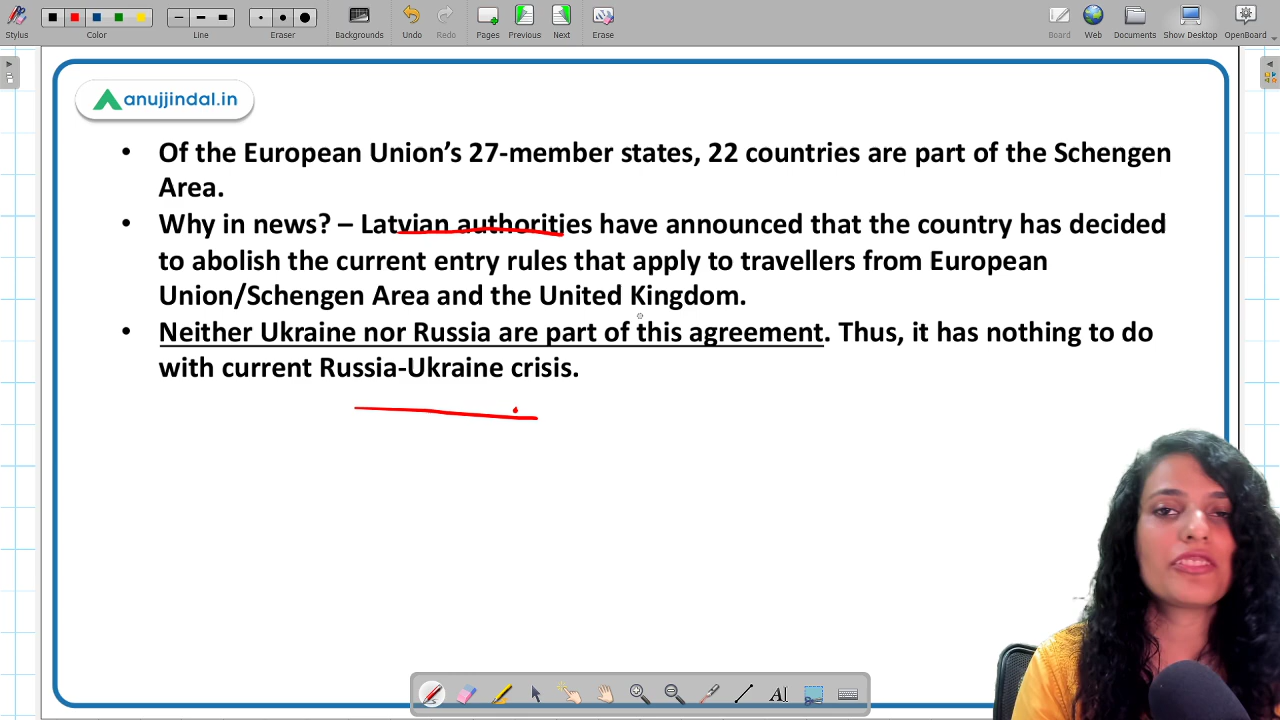 Stylus
Color
Line
Eraser
Backgrounds
Undo
Redo
Pages
Previous
Next
Erase
Board
Web
Documents
Show Desktop
OpenBoard
anujjindal.in
• Of the European Union’s 27-member states, 22 countries are part of the Schengen
Area.
• Why in news? – Latvian authorities have announced that the country has decided
to abolish the current entry rules that apply to travellers from European
Union/Schengen Area and the United Kingdom.
• Neither Ukraine nor Russia are part of this agreement. Thus, it has nothing to do
with current Russia-Ukraine crisis.